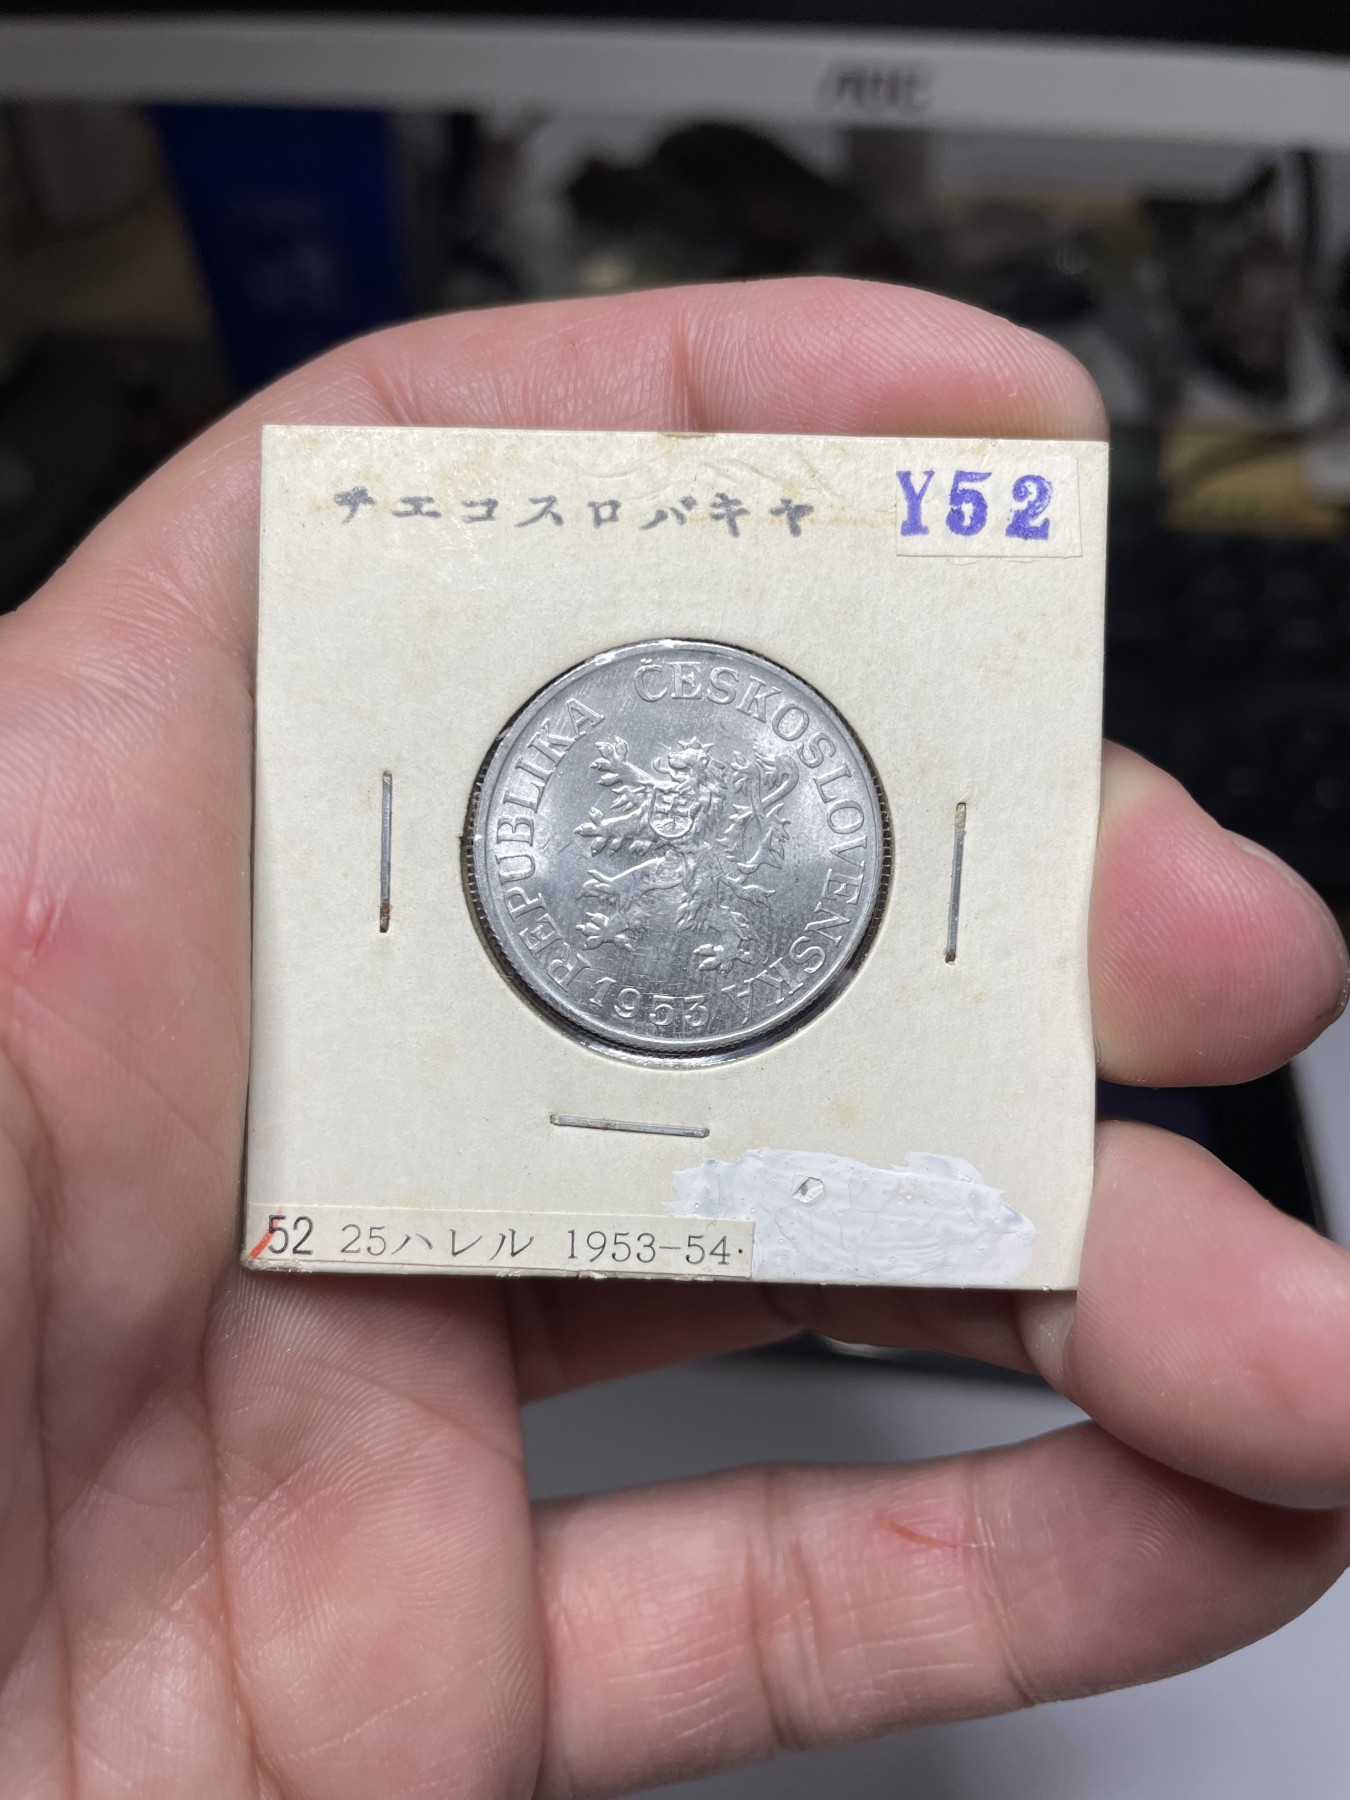 AOC
チエコスロバキヤ
Y52
REPUBLIKA ČESKOSLOVENSKÁ
1953
52 25ハレル 1953-54.